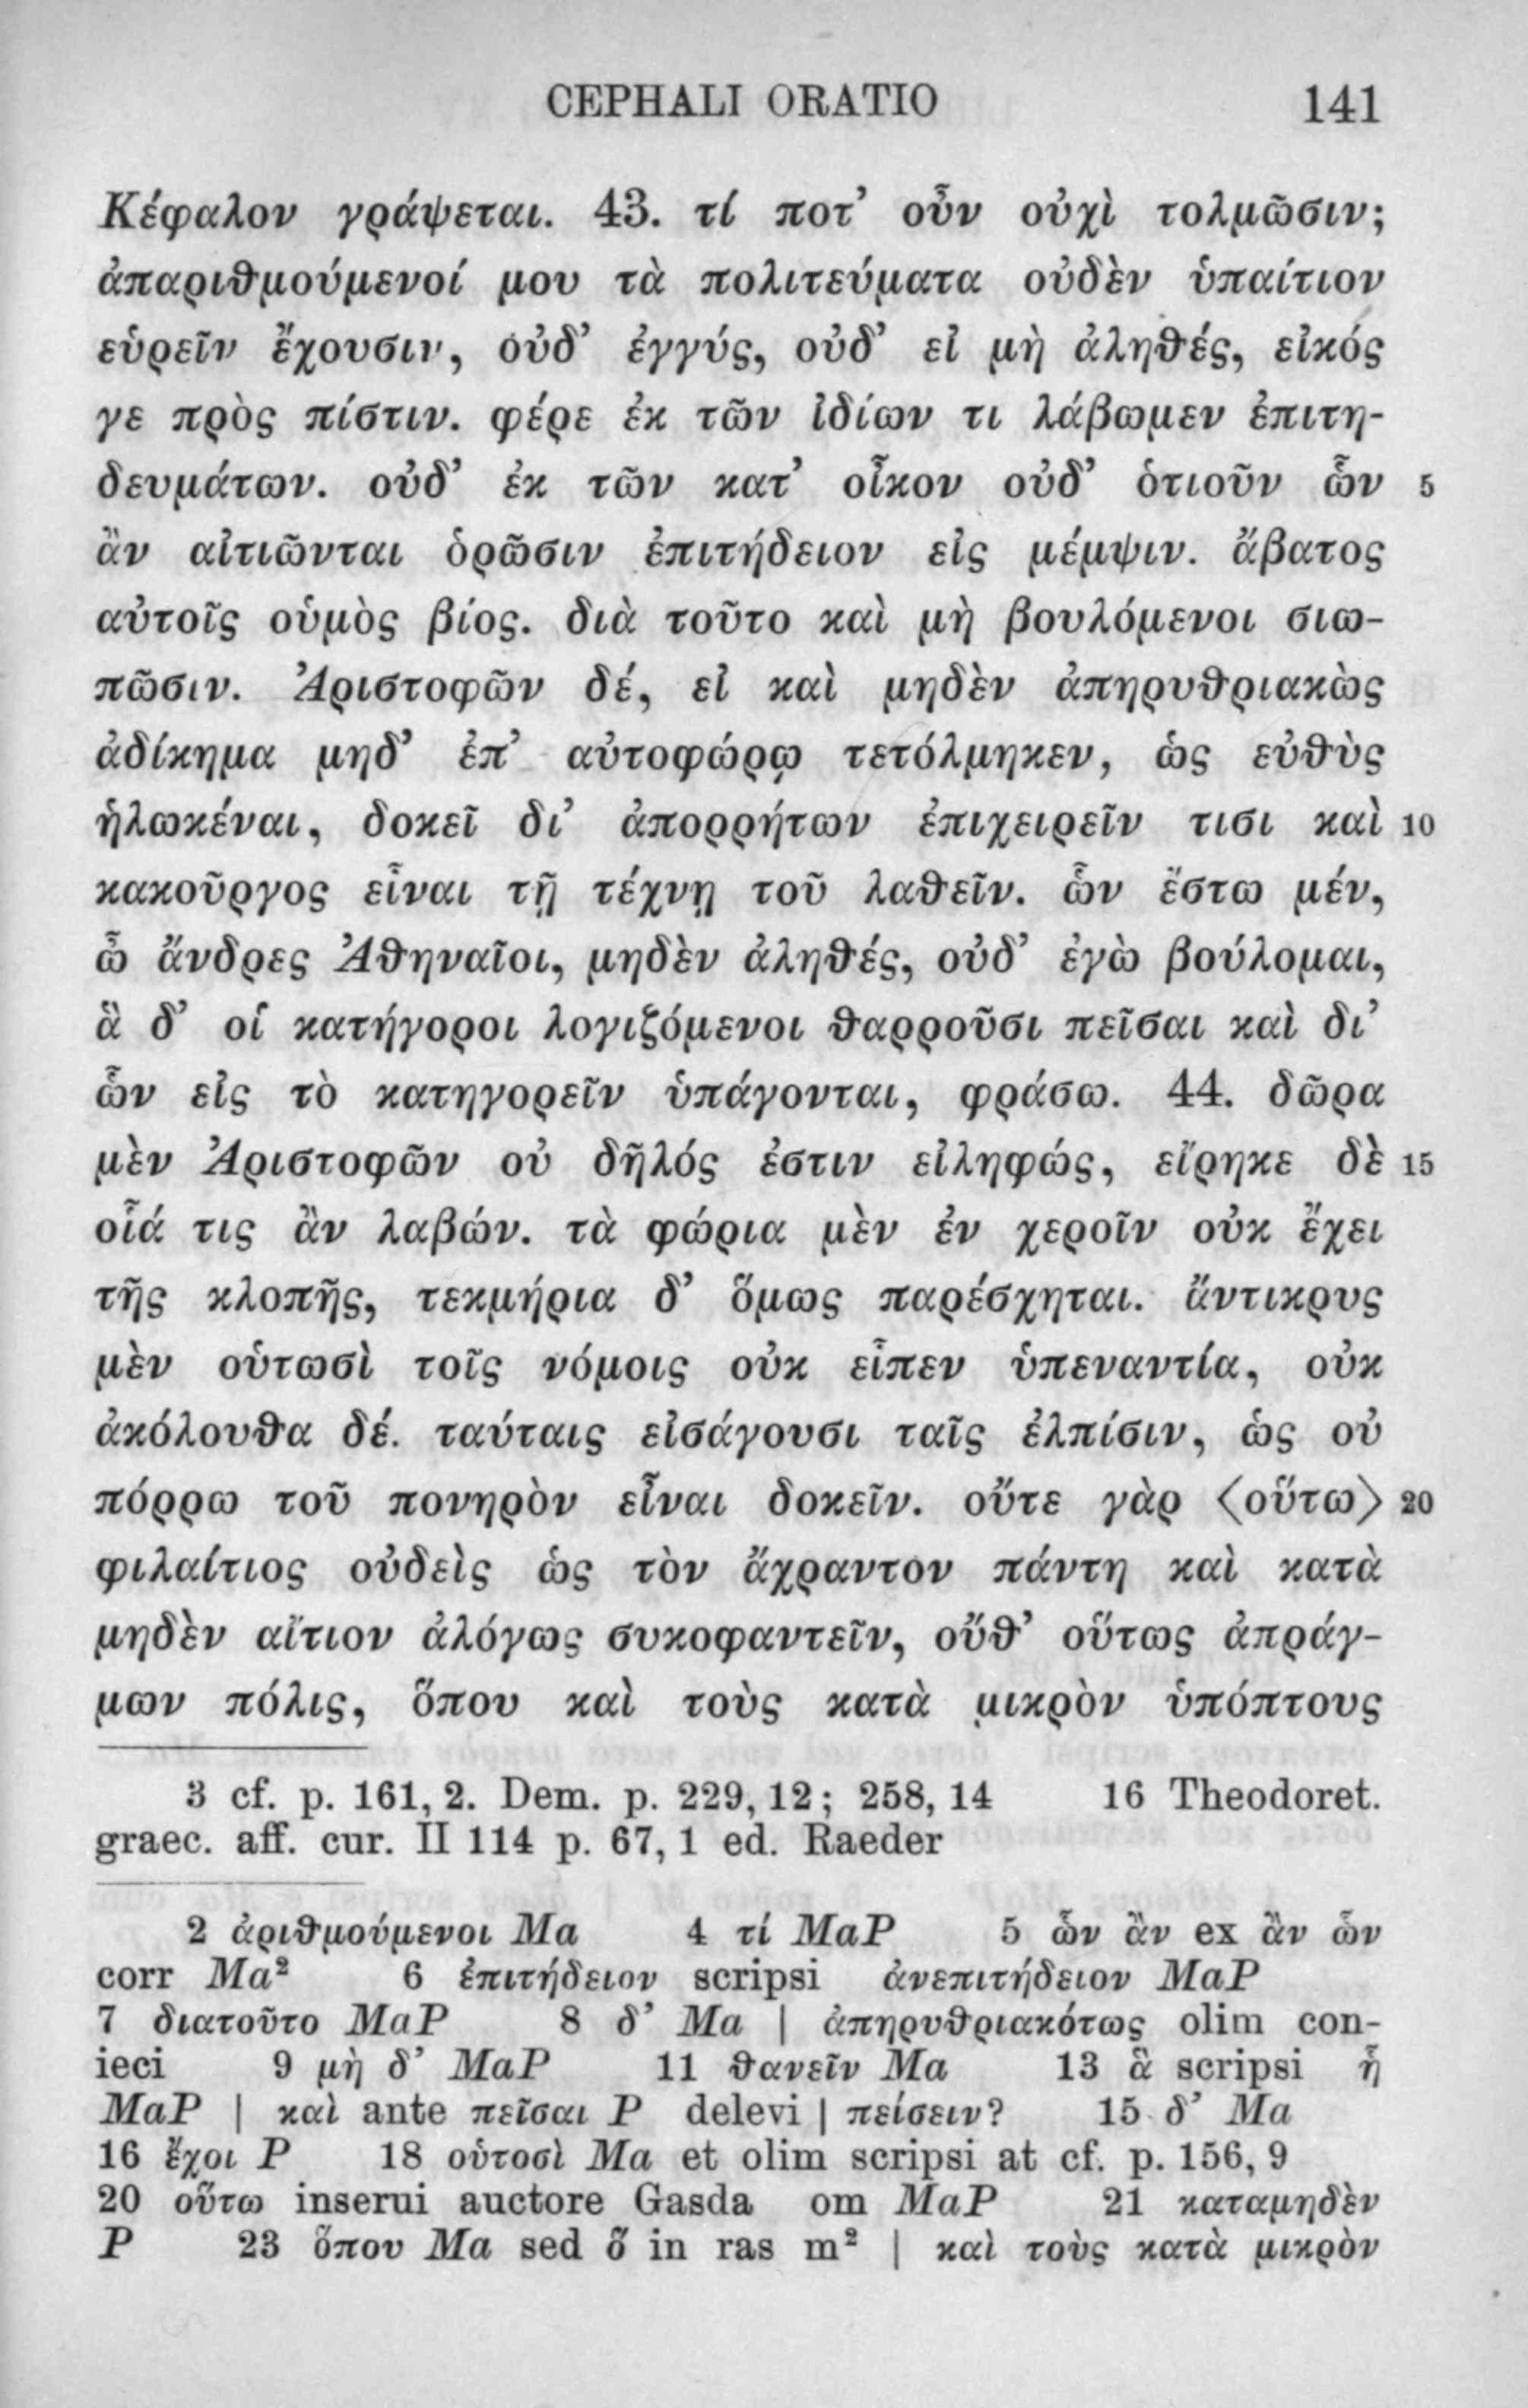 CEPHALI ORATIO 141
Κέφαλον γράψεται. 43. τί ποτ’ οὖν οὐχὶ τολμῶσιν;
ἀπαριθμούμενοί μου τὰ πολιτεύματα οὐδὲν ὑπαίτιον
εὑρεῖν ἔχουσιν, οὐδ’ ἐγγύς, οὐδ’ εἰ μὴ ἀληθές, εἰκός
γε πρὸς πίστιν. φέρε ἐκ τῶν ἰδίων τι λάβωμεν ἐπιτη-
δευμάτων. οὐδ’ ἐκ τῶν κατ’ οἶκον οὐδ’ ὁτιοῦν ὧν 5
ἂν αἰτιῶνται ὁρῶσιν ἐπιτήδειον εἰς μέμψιν. ἄβατος
αὐτοῖς οὑμὸς βίος. διὰ τοῦτο καὶ μὴ βουλόμενοι σιω-
πῶσιν. Ἀριστοφῶν δέ, εἰ καὶ μηδὲν ἀπηρυθριακὼς
ἀδίκημα μηδ’ ἐπ’ αὐτοφώρῳ τετόλμηκεν, ὡς εὐθὺς
ἡλωκέναι, δοκεῖ δι’ ἀπορρήτων ἐπιχειρεῖν τισι καὶ 10
κακοῦργος εἶναι τῇ τέχνῃ τοῦ λαθεῖν. ὧν ἔστω μέν,
ὦ ἄνδρες Ἀθηναῖοι, μηδὲν ἀληθές, οὐδ’ ἐγὼ βούλομαι,
ἃ δ’ οἱ κατήγοροι λογιζόμενοι θαρροῦσι πεῖσαι καὶ δι’
ὧν εἰς τὸ κατηγορεῖν ὑπάγονται, φράσω. 44. δῶρα
μὲν Ἀριστοφῶν οὐ δῆλός ἐστιν εἰληφώς, εἴρηκε δὲ 15
οἷά τις ἂν λαβών. τὰ φώρια μὲν ἐν χεροῖν οὐκ ἔχει
τῆς κλοπῆς, τεκμήρια δ’ ὅμως παρέσχηται. ἄντικρυς
μὲν οὑτωσὶ τοῖς νόμοις οὐκ εἶπεν ὑπεναντία, οὐκ
ἀκόλουθα δέ. ταύταις εἰσάγουσι ταῖς ἐλπίσιν, ὡς οὐ
πόρρω τοῦ πονηρὸν εἶναι δοκεῖν. οὔτε γὰρ 〈οὕτω〉 20
φιλαίτιος οὐδεὶς ὡς τὸν ἄχραντον πάντη καὶ κατὰ
μηδὲν αἴτιον ἀλόγως συκοφαντεῖν, οὔθ’ οὕτως ἀπράγ-
μων πόλις, ὅπου καὶ τοὺς κατὰ μικρὸν ὑπόπτους
3 cf. p. 161, 2. Dem. p. 229, 12; 258, 14 16 Theodoret.
graec. aff. cur. II 114 p. 67, 1 ed. Raeder
2 ἀριθμούμενοι Ma 4 τί MaP 5 ὧν ἂν ex ἂν ὧν
corr Ma² 6 ἐπιτήδειον scripsi ἀνεπιτήδειον MaP
7 διατοῦτο MaP 8 δ’ Ma | ἀπηρυθριακότως olim con-
ieci 9 μὴ δ’ MaP 11 θανεῖν Ma 13 ἃ scripsi ᾗ
MaP | καὶ ante πεῖσαι P delevi | πείσειν? 15 δ’ Ma
16 ἔχοι P 18 οὑτοσὶ Ma et olim scripsi at cf. p. 156, 9
20 οὕτω inserui auctore Gasda om MaP 21 καταμηδὲν
P 23 ὅπου Ma sed ὅ in ras m² | καὶ τοὺς κατὰ μικρὸν